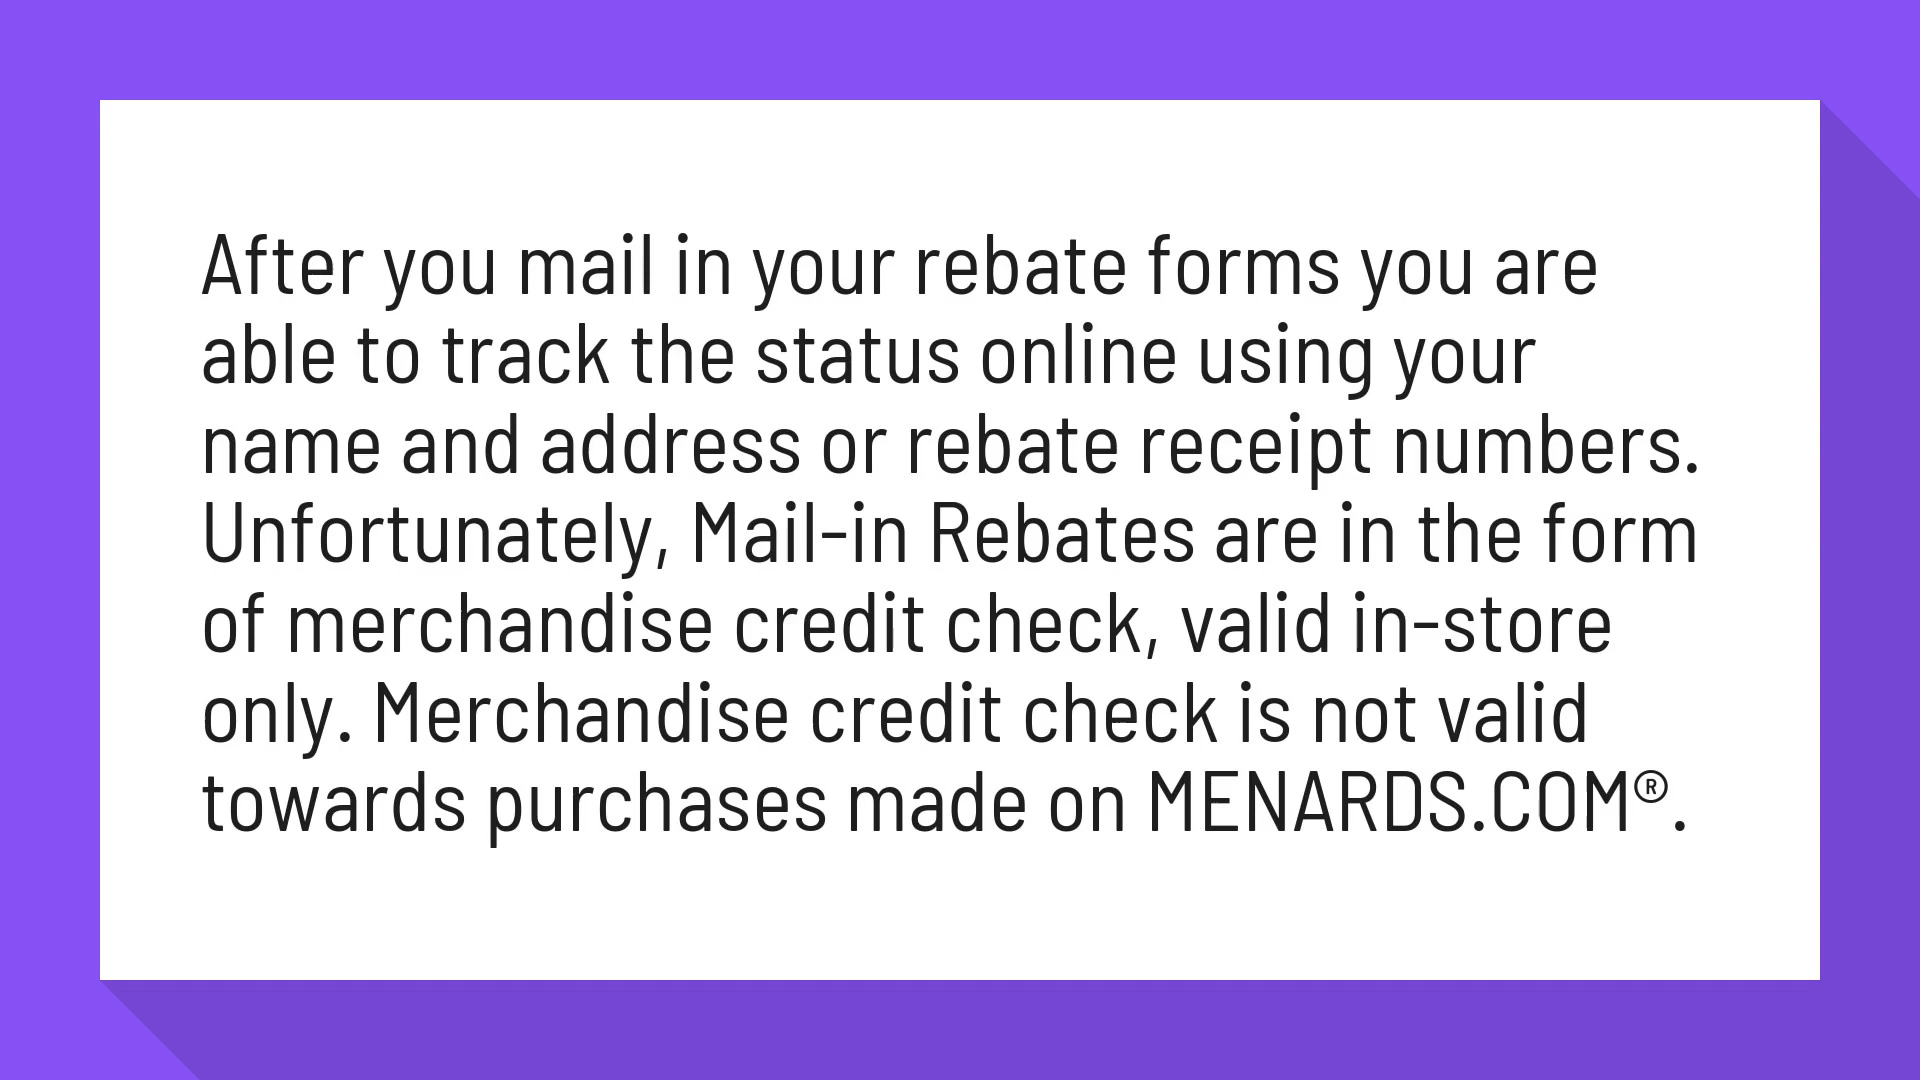 After you mail in your rebate forms you are
able to track the status online using your
name and address or rebate receipt numbers.
Unfortunately, Mail-in Rebates are in the form
of merchandise credit check, valid in-store
only. Merchandise credit check is not valid
towards purchases made on MENARDS.COM®.